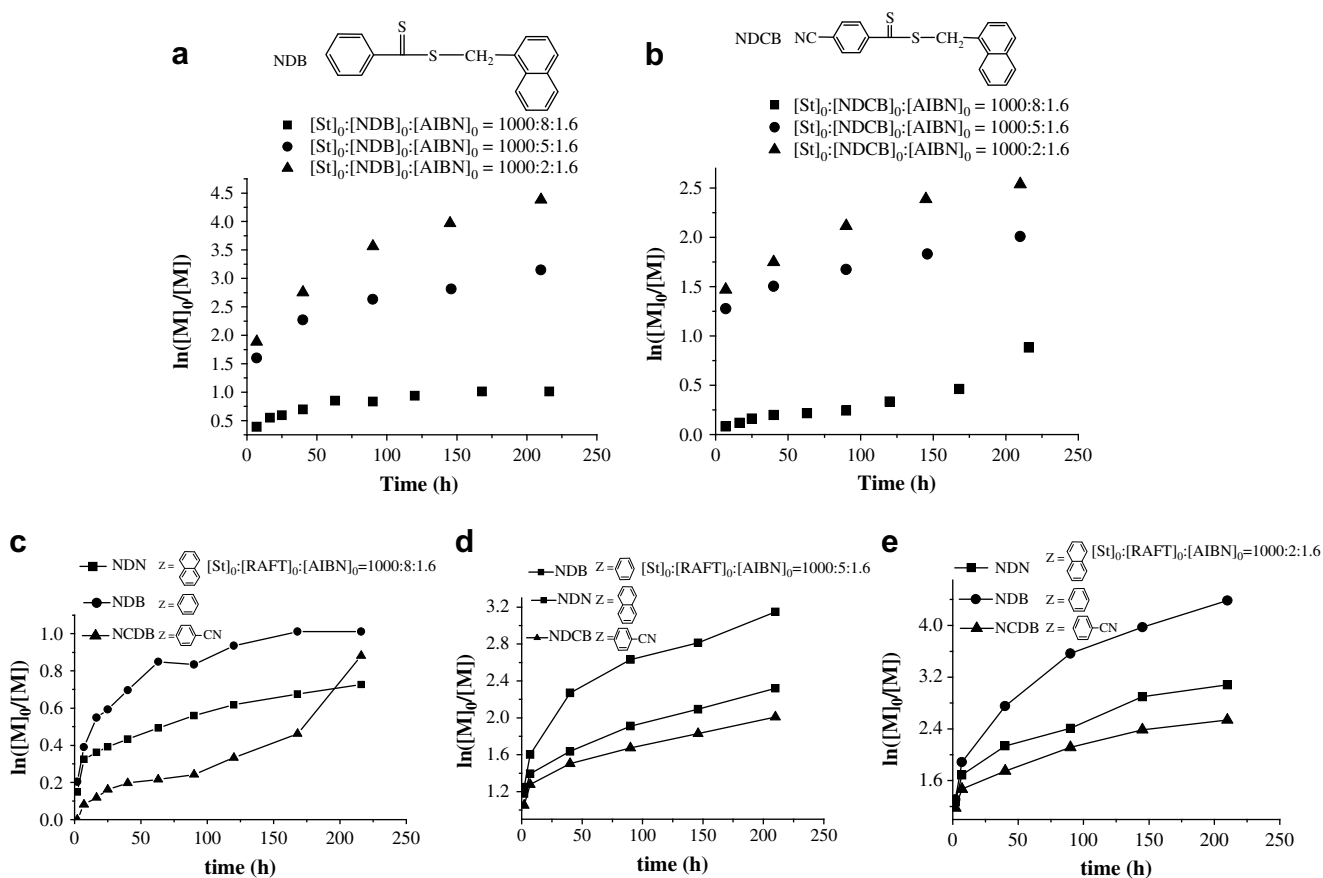 a
NDB
S
S
CH2
[St]0:[NDB]0:[AIBN]0 = 1000:8:1.6
[St]0:[NDB]0:[AIBN]0 = 1000:5:1.6
[St]0:[NDB]0:[AIBN]0 = 1000:2:1.6
4.5
4.0
3.5
3.0
2.5
2.0
1.5
1.0
0.5
ln([M]0/[M])
0 50 100 150 200 250
Time (h)
b
NDCB
NC
S
S
CH2
[St]0:[NDCB]0:[AIBN]0 = 1000:8:1.6
[St]0:[NDCB]0:[AIBN]0 = 1000:5:1.6
[St]0:[NDCB]0:[AIBN]0 = 1000:2:1.6
2.5
2.0
1.5
1.0
0.5
0.0
ln([M]0/[M])
0 50 100 150 200 250
Time (h)
c
NDN Z = [St]0:[RAFT]0:[AIBN]0=1000:8:1.6
NDB Z =
NCDB Z = CN
1.0
0.8
0.6
0.4
0.2
0.0
ln([M]0/[M])
0 50 100 150 200 250
time (h)
d
NDB Z = [St]0:[RAFT]0:[AIBN]0=1000:5:1.6
NDN Z =
NDCB Z = CN
3.2
2.8
2.4
2.0
1.6
1.2
ln([M]0/[M])
0 50 100 150 200 250
time (h)
e
NDN Z = [St]0:[RAFT]0:[AIBN]0=1000:2:1.6
NDB Z =
NCDB Z = CN
4.0
3.2
2.4
1.6
ln([M]0/[M])
0 50 100 150 200 250
time (h)